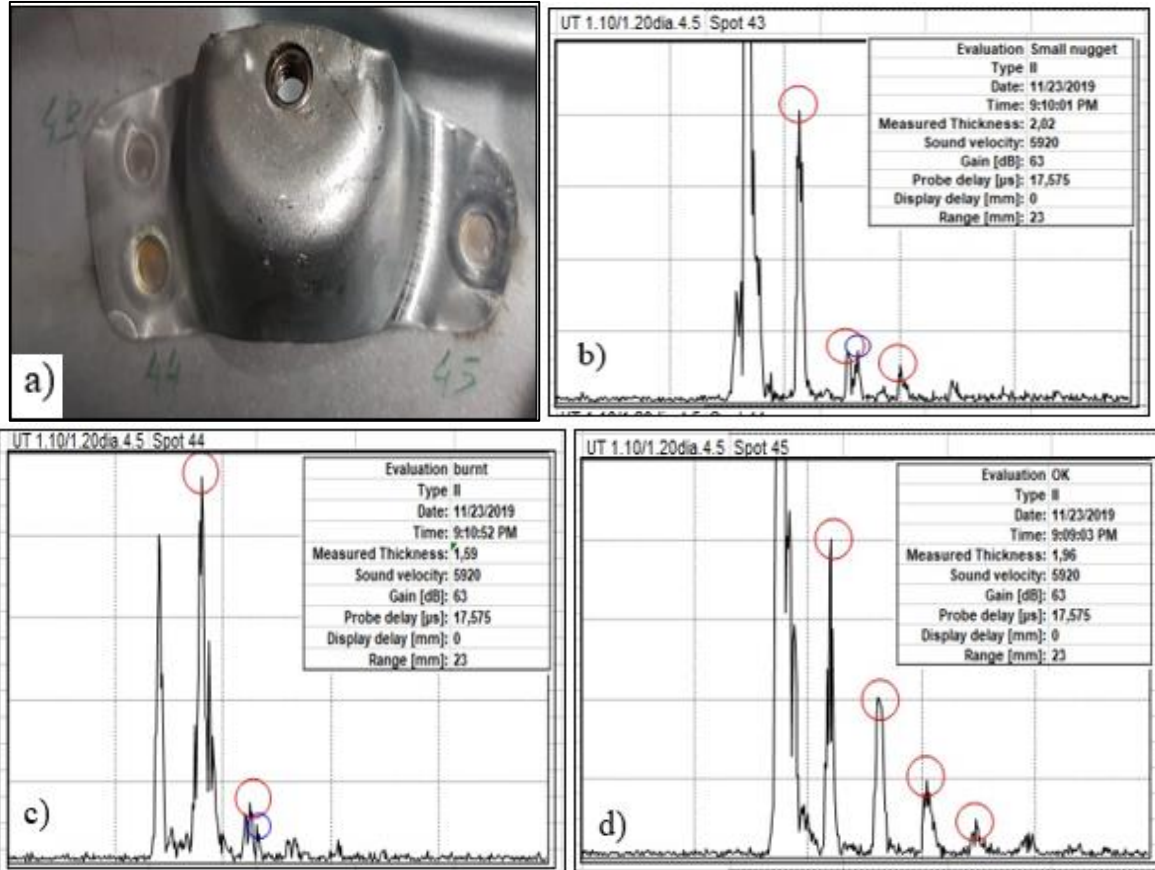 43
44
45
a)
UT 1.10/1.20dia.4.5 Spot 43
Evaluation Small nugget
Type II
Date: 11/23/2019
Time: 9:10:01 PM
Measured Thickness: 2,02
Sound velocity: 5920
Gain [dB]: 63
Probe delay [µs]: 17,575
Display delay [mm]: 0
Range [mm]: 23
b)
UT 1.10/1.20dia.4.5 Spot 44
Evaluation burnt
Type II
Date: 11/23/2019
Time: 9:10:52 PM
Measured Thickness: 1,59
Sound velocity: 5920
Gain [dB]: 63
Probe delay [µs]: 17,575
Display delay [mm]: 0
Range [mm]: 23
c)
UT 1.10/1.20dia.4.5 Spot 45
Evaluation OK
Type II
Date: 11/23/2019
Time: 9:09:03 PM
Measured Thickness: 1,96
Sound velocity: 5920
Gain [dB]: 63
Probe delay [µs]: 17,575
Display delay [mm]: 0
Range [mm]: 23
d)